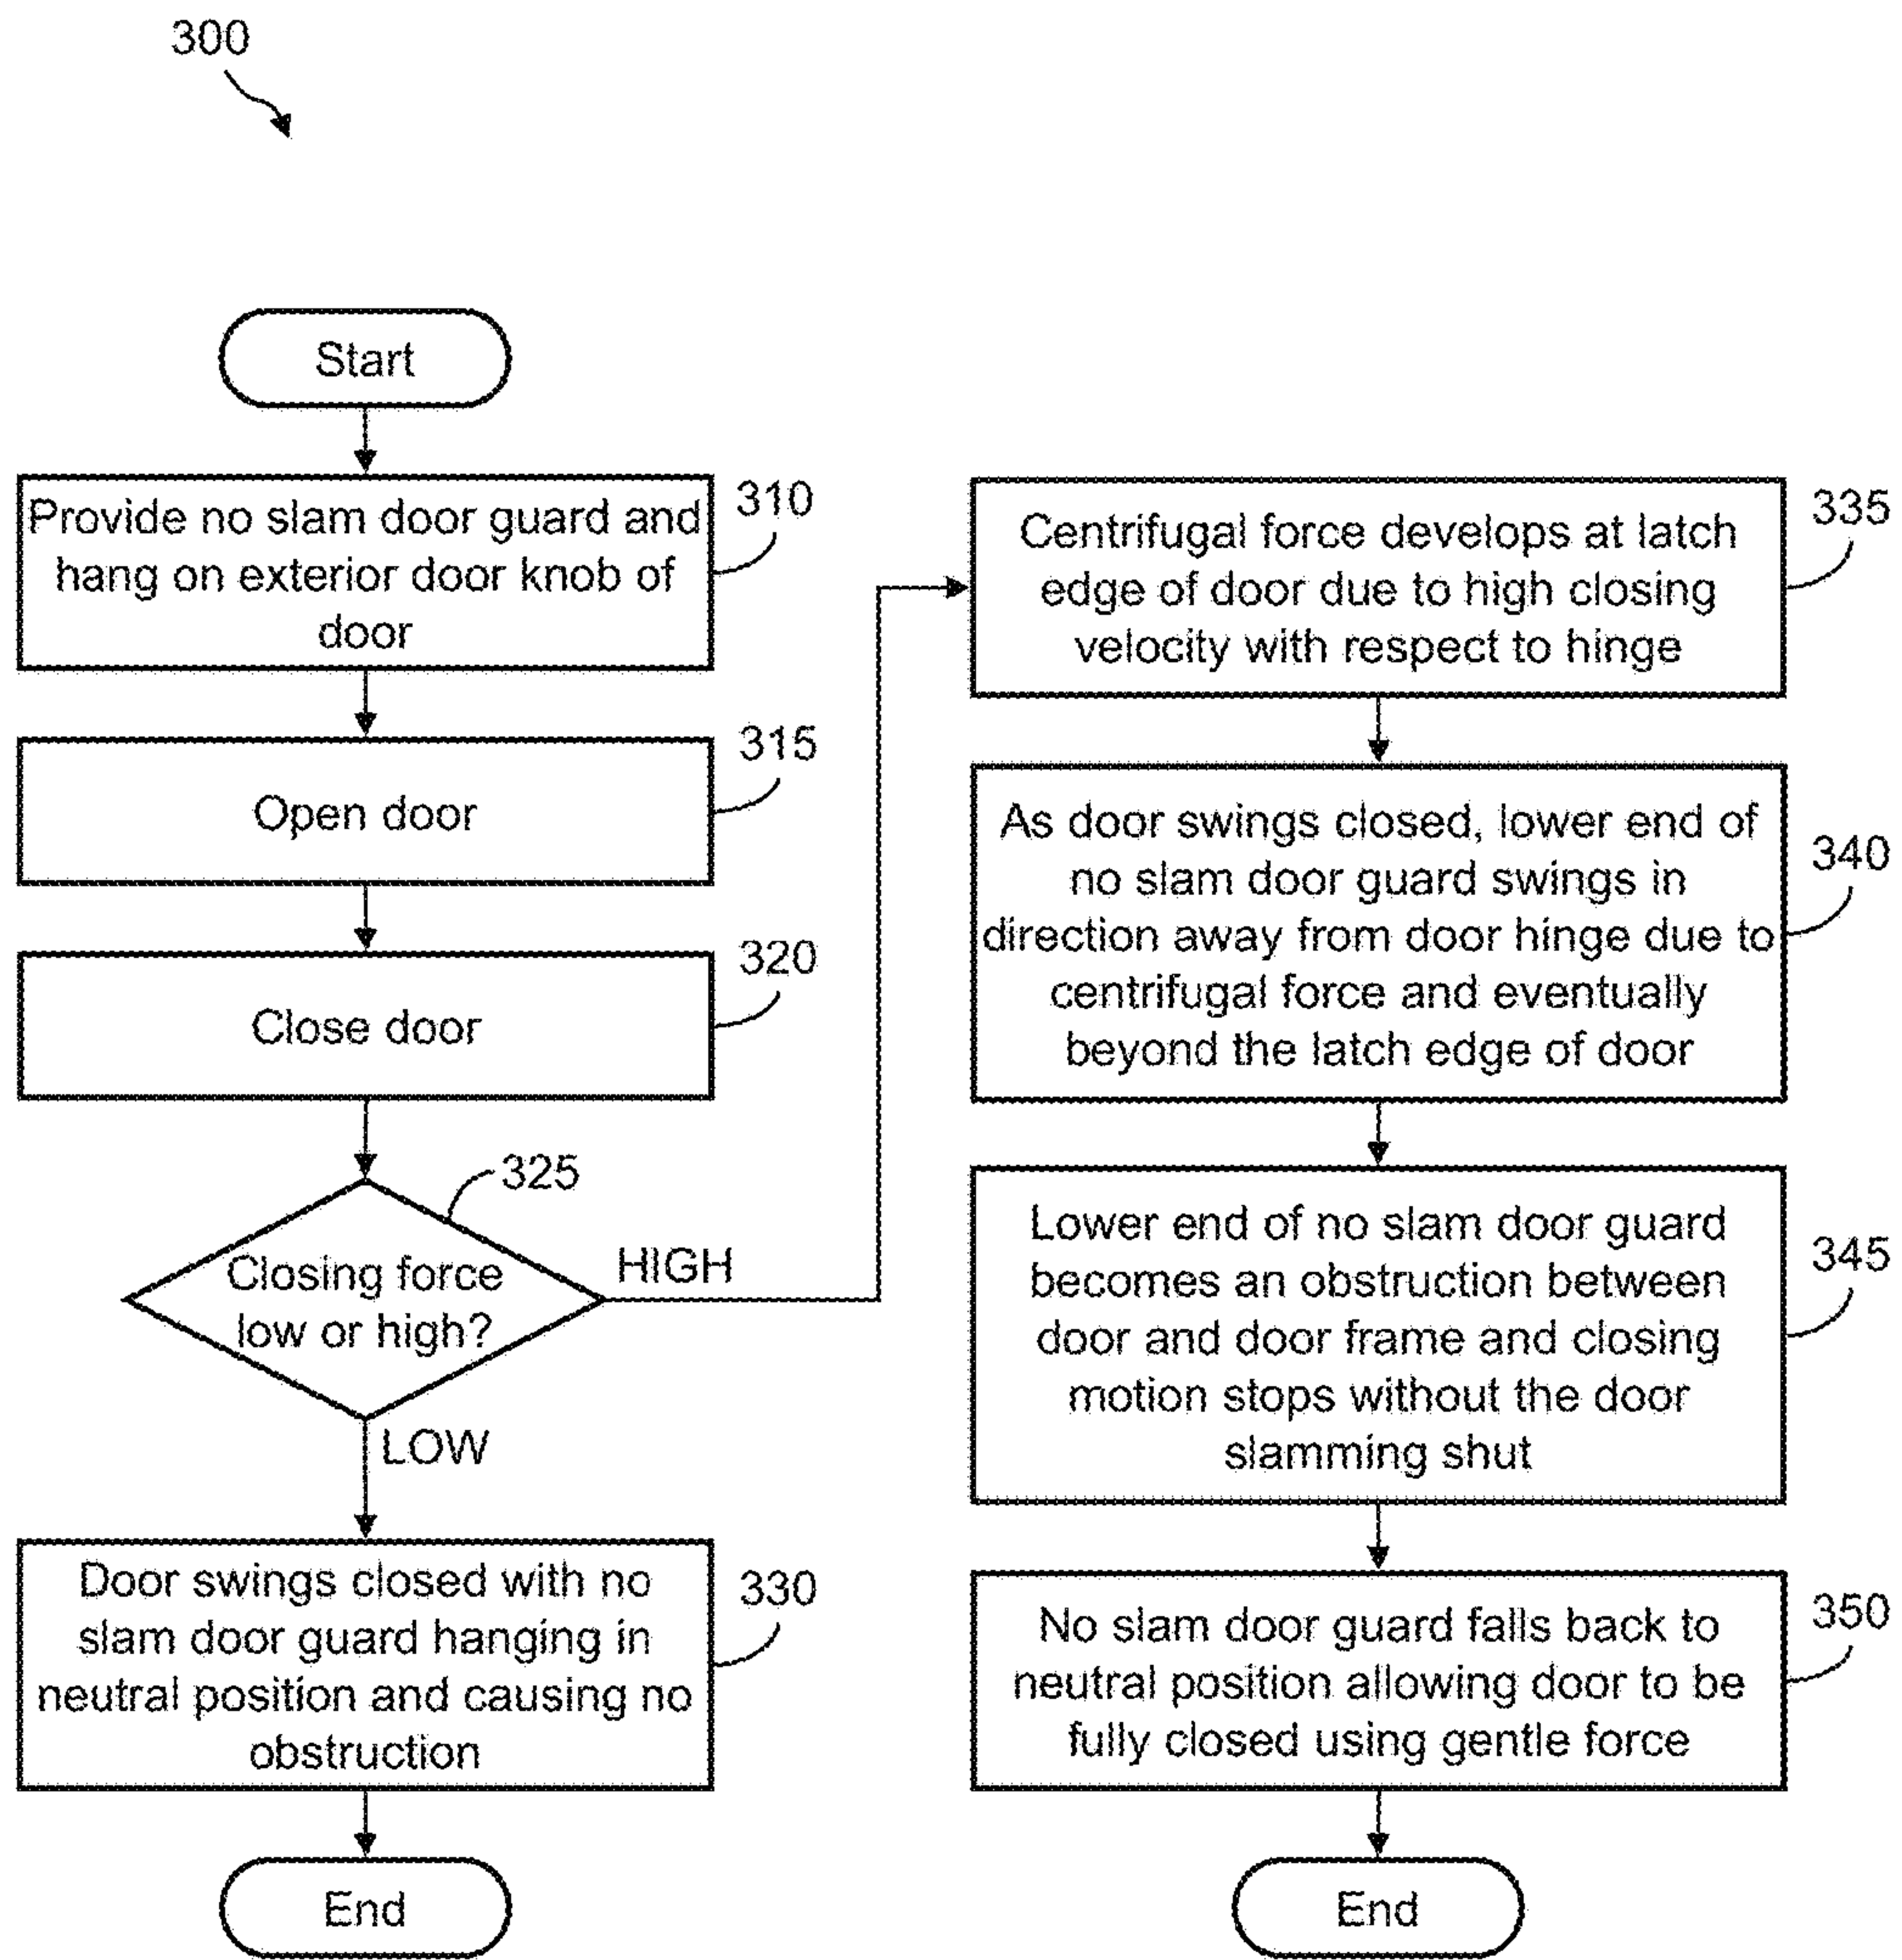 300
Start
Provide no slam door guard and
hang on exterior door knob of
door
310
Open door
315
Close door
320
Closing force
low or high?
325
HIGH
LOW
Door swings closed with no
slam door guard hanging in
neutral position and causing no
obstruction
330
End
Centrifugal force develops at latch
edge of door due to high closing
velocity with respect to hinge
335
As door swings closed, lower end of
no slam door guard swings in
direction away from door hinge due to
centrifugal force and eventually
beyond the latch edge of door
340
Lower end of no slam door guard
becomes an obstruction between
door and door frame and closing
motion stops without the door
slamming shut
345
No slam door guard falls back to
neutral position allowing door to be
fully closed using gentle force
350
End